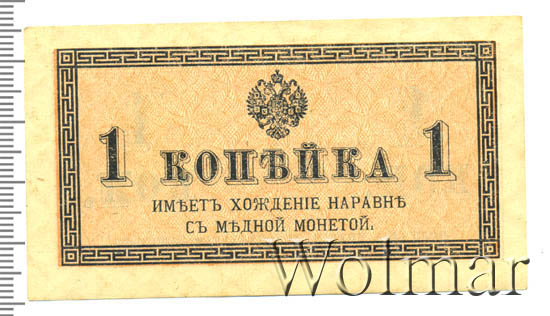 1 КОПѢЙКА 1
ИМѢЕТЪ ХОЖДЕНІЕ НАРАВНѢ
СЪ МѢДНОЙ МОНЕТОЙ.
Wolmar